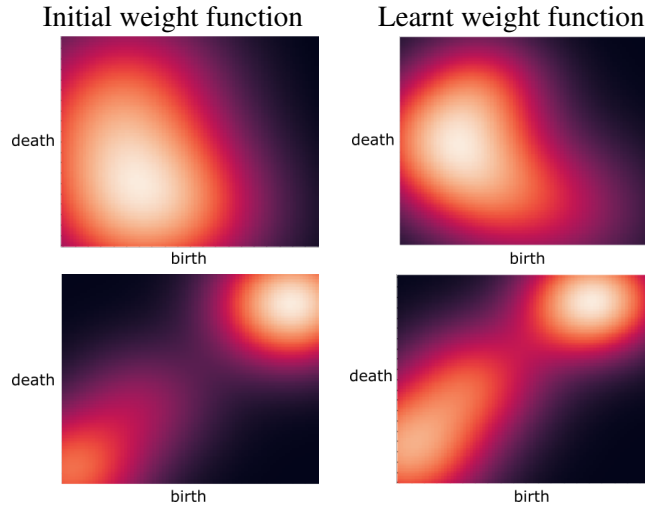 Initial weight function
Learnt weight function
death
death
birth
birth
death
death
birth
birth